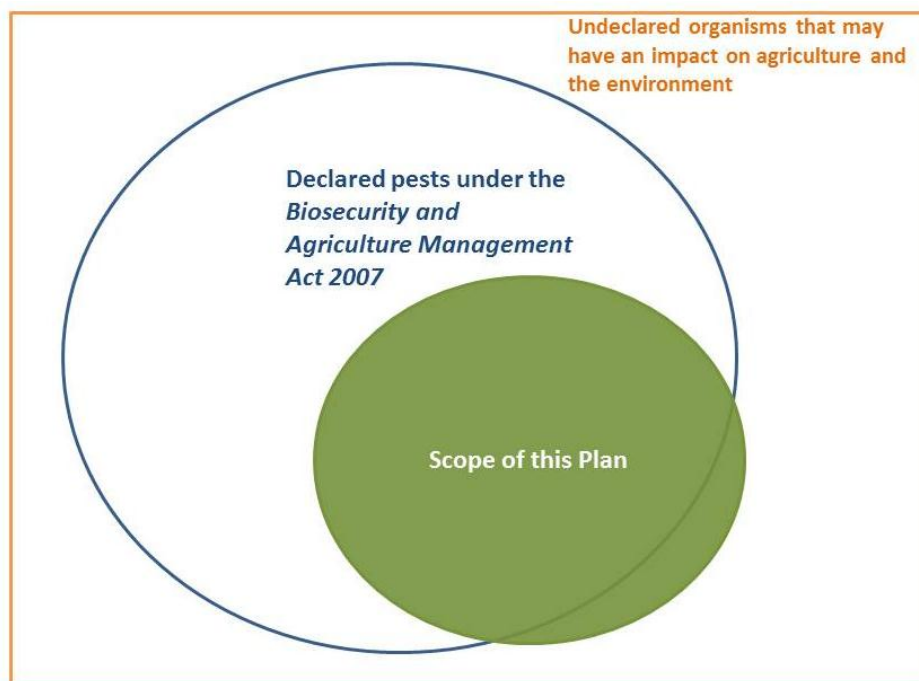 Undeclared organisms that may
have an impact on agriculture and
the environment
Declared pests under the
Biosecurity and
Agriculture Management
Act 2007
Scope of this Plan